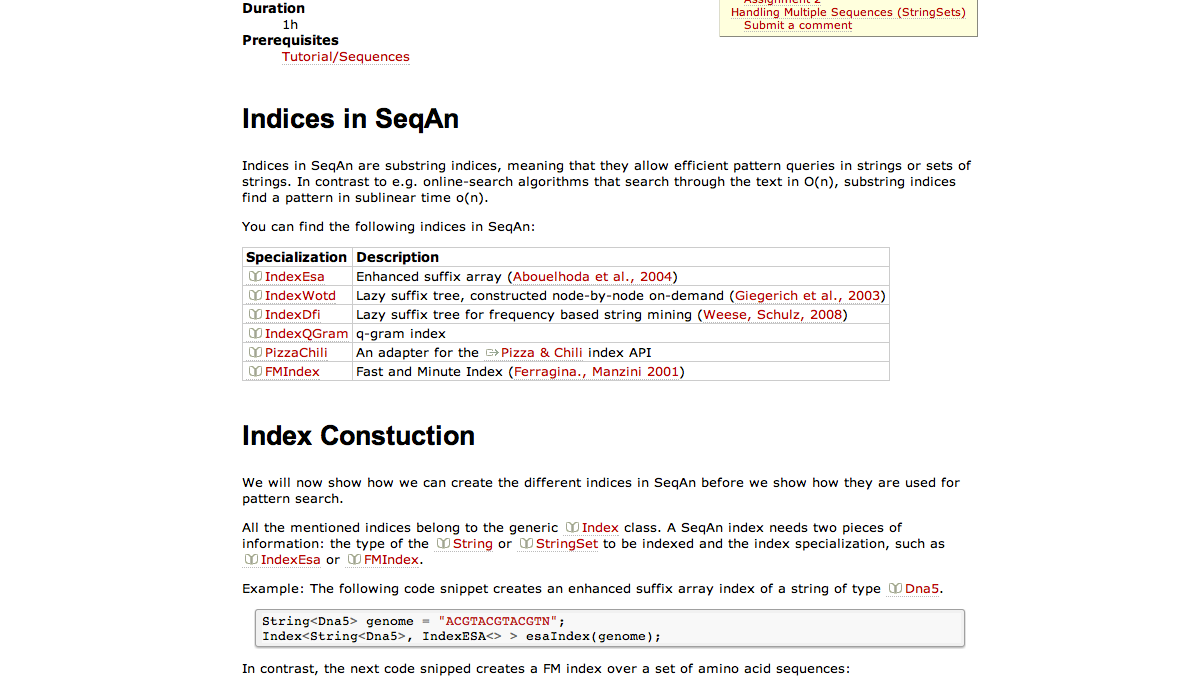 Duration
1h
Prerequisites
Tutorial/Sequences
Assignment 2
Handling Multiple Sequences (StringSets)
Submit a comment
Indices in SeqAn
Indices in SeqAn are substring indices, meaning that they allow efficient pattern queries in strings or sets of
strings. In contrast to e.g. online-search algorithms that search through the text in O(n), substring indices
find a pattern in sublinear time o(n).
You can find the following indices in SeqAn:
Specialization Description
IndexEsa Enhanced suffix array (Abouelhoda et al., 2004)
IndexWotd Lazy suffix tree, constructed node-by-node on-demand (Giegerich et al., 2003)
IndexDfi Lazy suffix tree for frequency based string mining (Weese, Schulz, 2008)
IndexQGram q-gram index
PizzaChili An adapter for the Pizza & Chili index API
FMIndex Fast and Minute Index (Ferragina., Manzini 2001)
Index Constuction
We will now show how we can create the different indices in SeqAn before we show how they are used for
pattern search.
All the mentioned indices belong to the generic Index class. A SeqAn index needs two pieces of
information: the type of the String or StringSet to be indexed and the index specialization, such as
IndexEsa or FMIndex.
Example: The following code snippet creates an enhanced suffix array index of a string of type Dna5.
String<Dna5> genome = "ACGTACGTACGTN";
Index<String<Dna5>, IndexESA<> > esaIndex(genome);
In contrast, the next code snipped creates a FM index over a set of amino acid sequences: